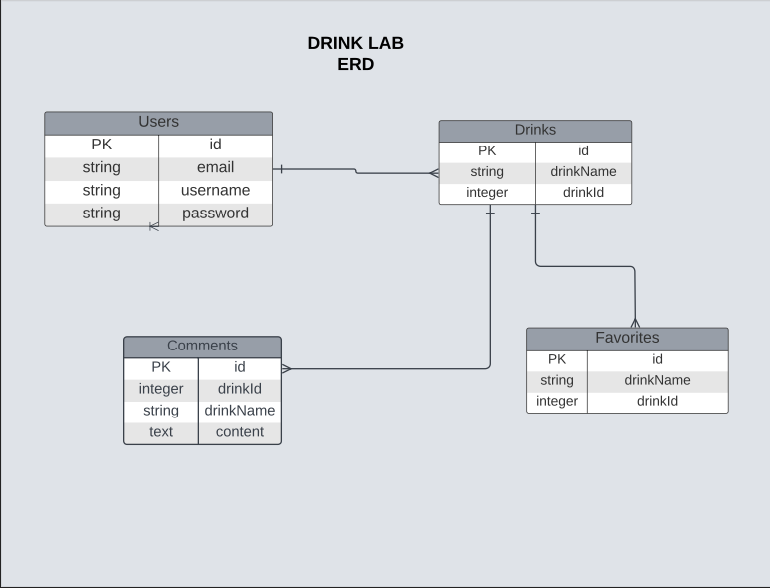 DRINK LAB
ERD
Users
PK id
string email
string username
string password
Drinks
PK id
string drinkName
integer drinkId
Comments
PK id
integer drinkId
string drinkName
text content
Favorites
PK id
string drinkName
integer drinkId